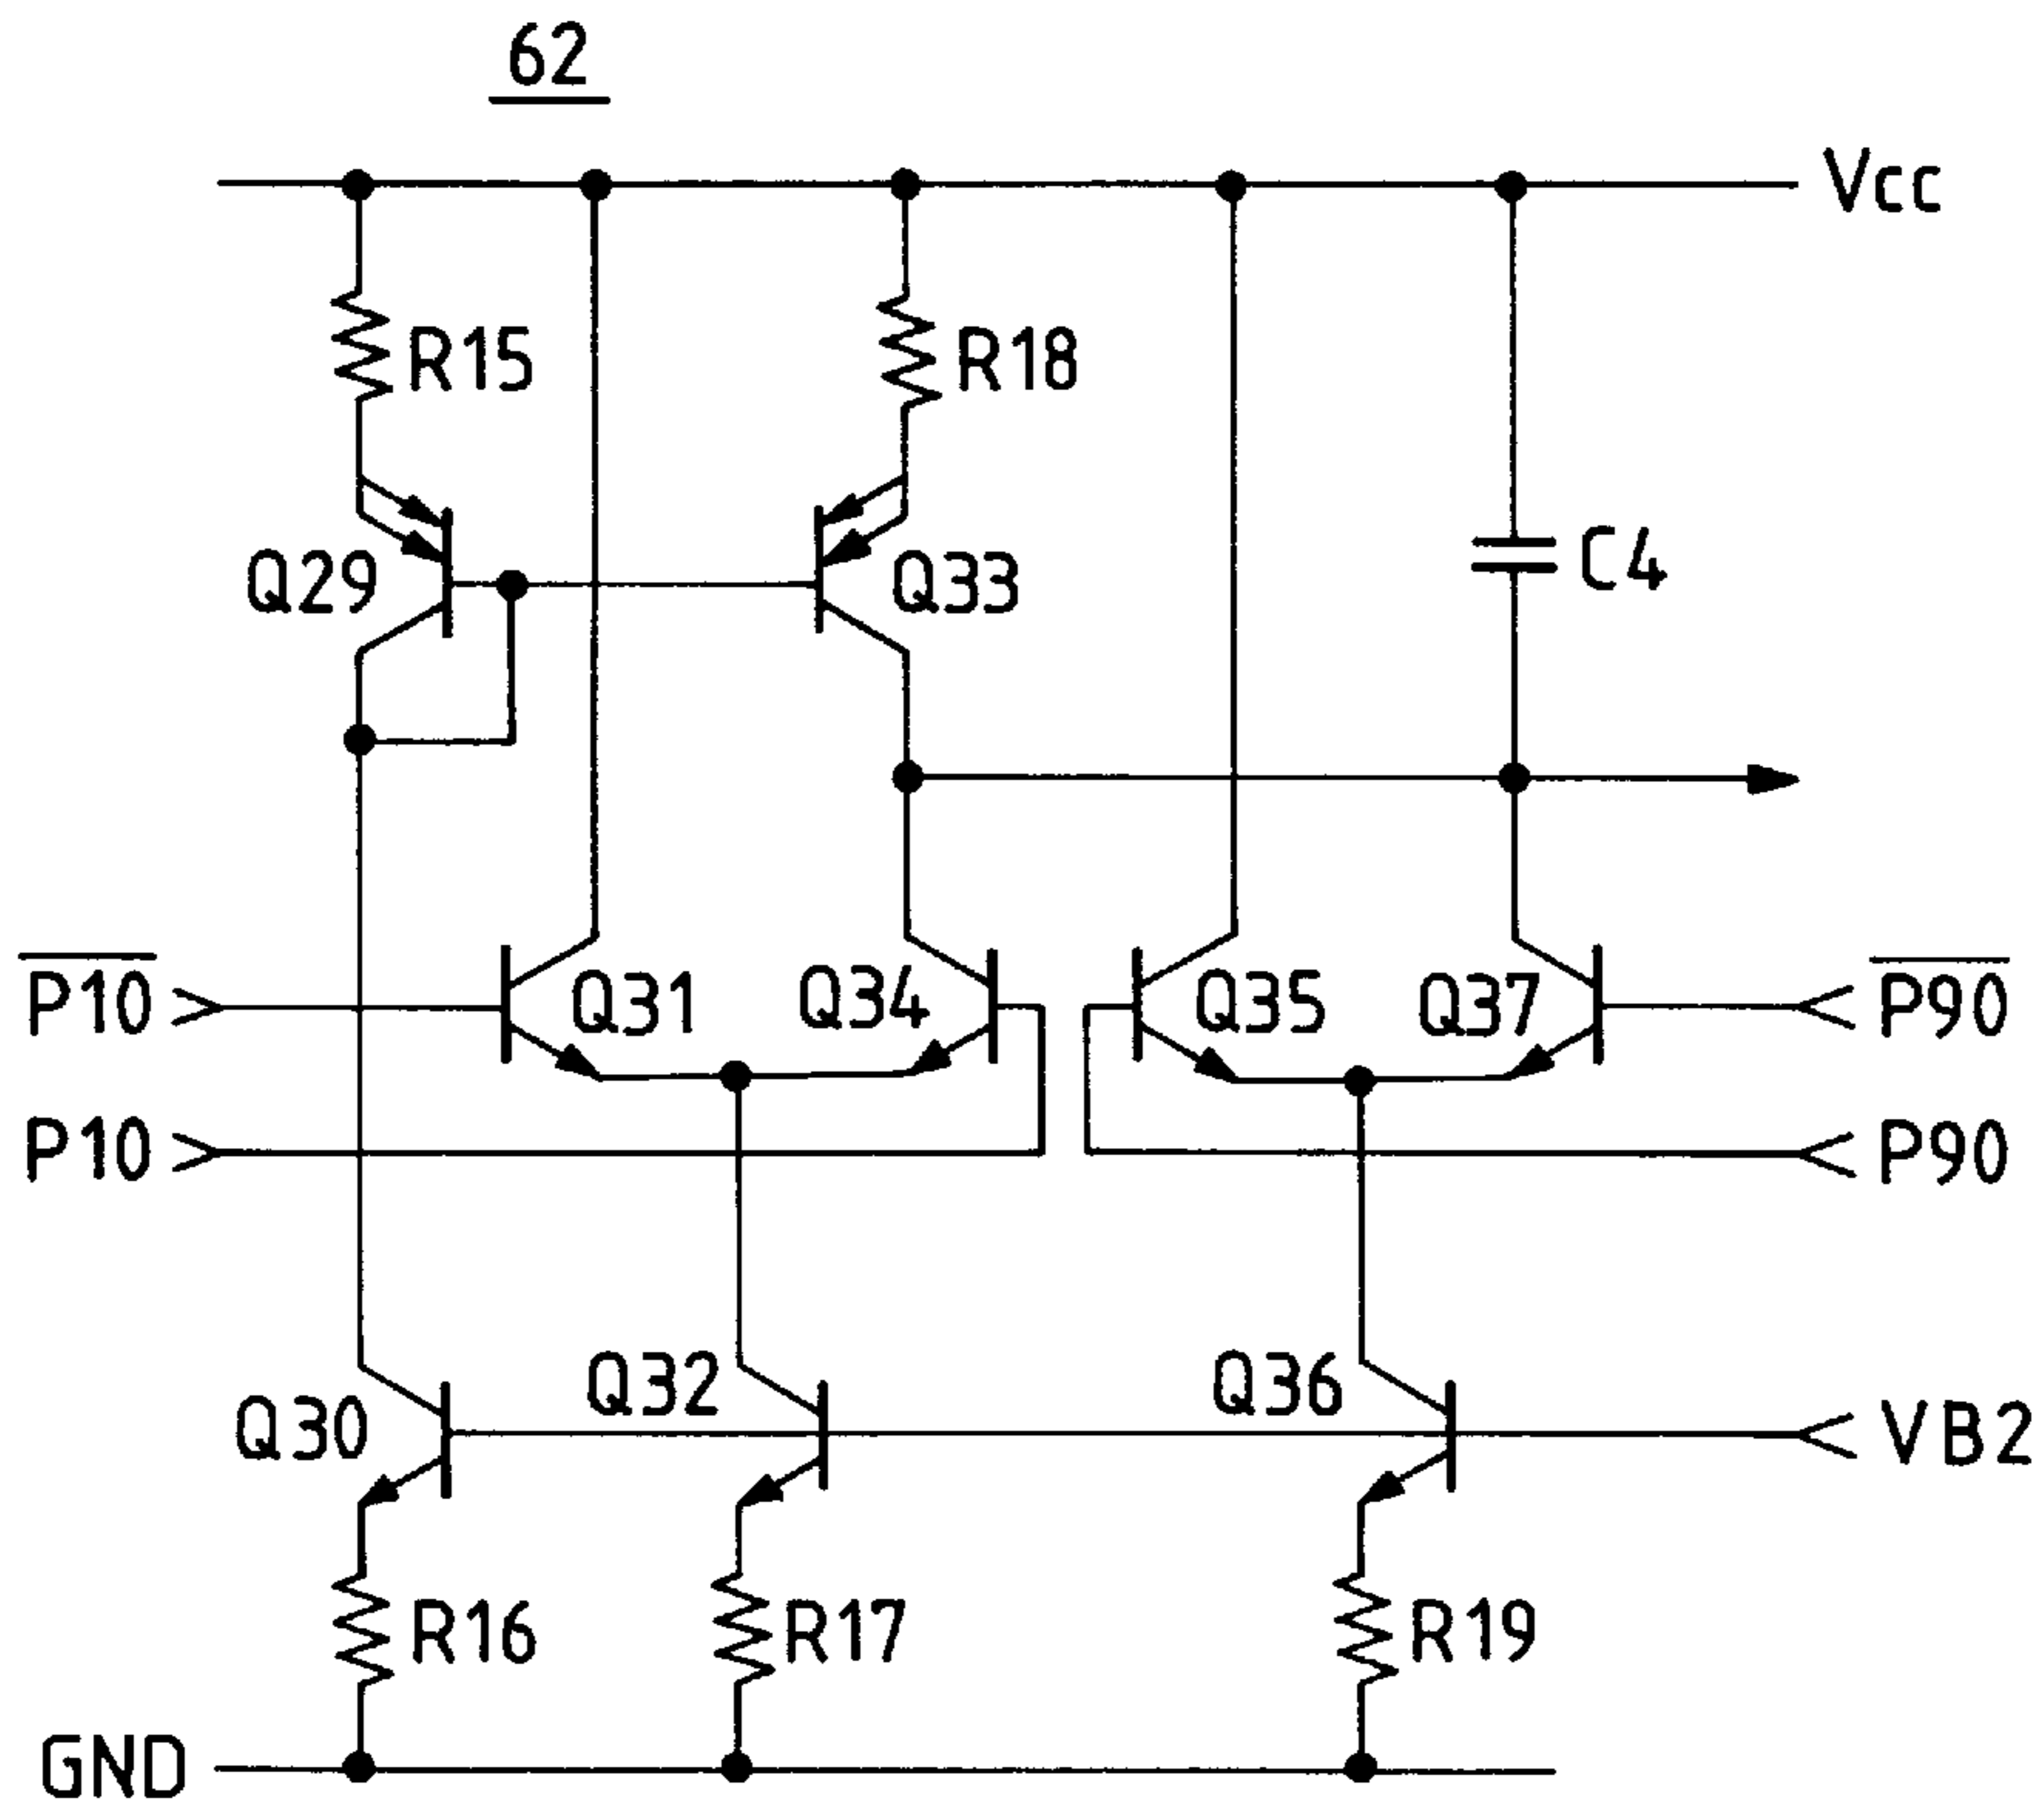 62
Vcc
R15
R18
Q29
Q33
C4
P10
Q31
Q34
Q35
Q37
P90
P10
P90
Q30
Q32
Q36
VB2
R16
R17
R19
GND